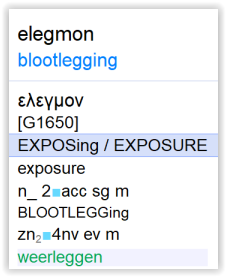 elegmon
blootlegging
ελεγμον
[G1650]
EXPOSing / EXPOSURE
exposure
n_ 2■acc sg m
BLOOTLEGGing
zn₂■4nv ev m
weerleggen